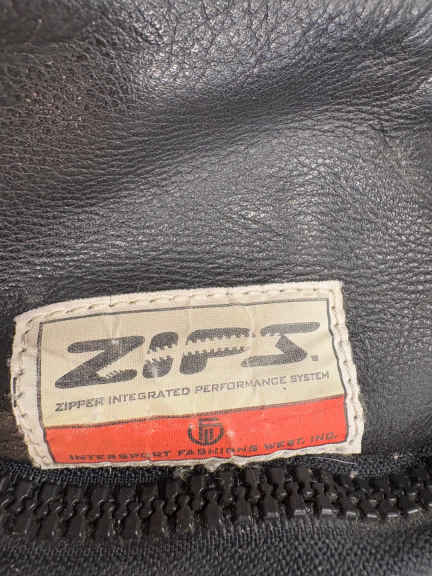 ZIPS.
ZIPPER INTEGRATED PERFORMANCE SYSTEM
INTERSPORT FASHIONS WEST, INC.